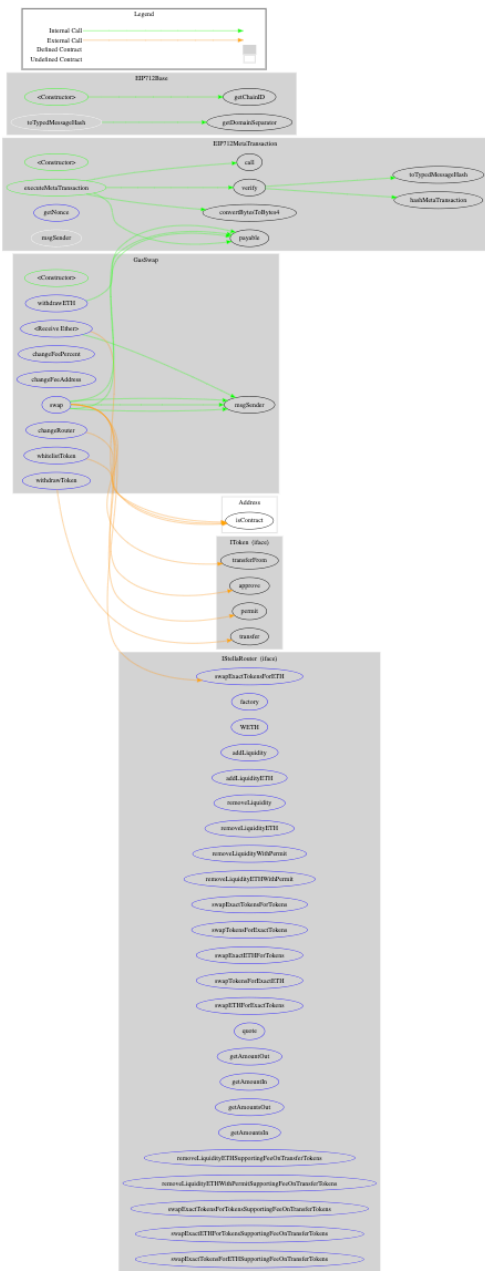 Legend
Internal Call
External Call
Defined Contract
Undefined Contract
EIP712Base
<Constructor>
getChainID
toTypedMessageHash
getDomainSeparator
EIP712MetaTransaction
<Constructor>
call
executeMetaTransaction
verify
toTypedMessageHash
hashMetaTransaction
getNonce
convertBytesToBytes4
msgSender
payable
GasSwap
<Constructor>
withdrawETH
<Receive Ether>
changeFeePercent
changeFeeAddress
swap
msgSender
changeRouter
whitelistToken
withdrawToken
Address
isContract
IToken (iface)
transferFrom
approve
permit
transfer
IStellaRouter (iface)
swapExactTokensForETH
factory
WETH
addLiquidity
addLiquidityETH
removeLiquidity
removeLiquidityETH
removeLiquidityWithPermit
removeLiquidityETHWithPermit
swapExactTokensForTokens
swapTokensForExactTokens
swapExactETHForTokens
swapTokensForExactETH
swapETHForExactTokens
quote
getAmountOut
getAmountIn
getAmountsOut
getAmountsIn
removeLiquidityETHSupportingFeeOnTransferTokens
removeLiquidityETHWithPermitSupportingFeeOnTransferTokens
swapExactTokensForTokensSupportingFeeOnTransferTokens
swapExactETHForTokensSupportingFeeOnTransferTokens
swapExactTokensForETHSupportingFeeOnTransferTokens